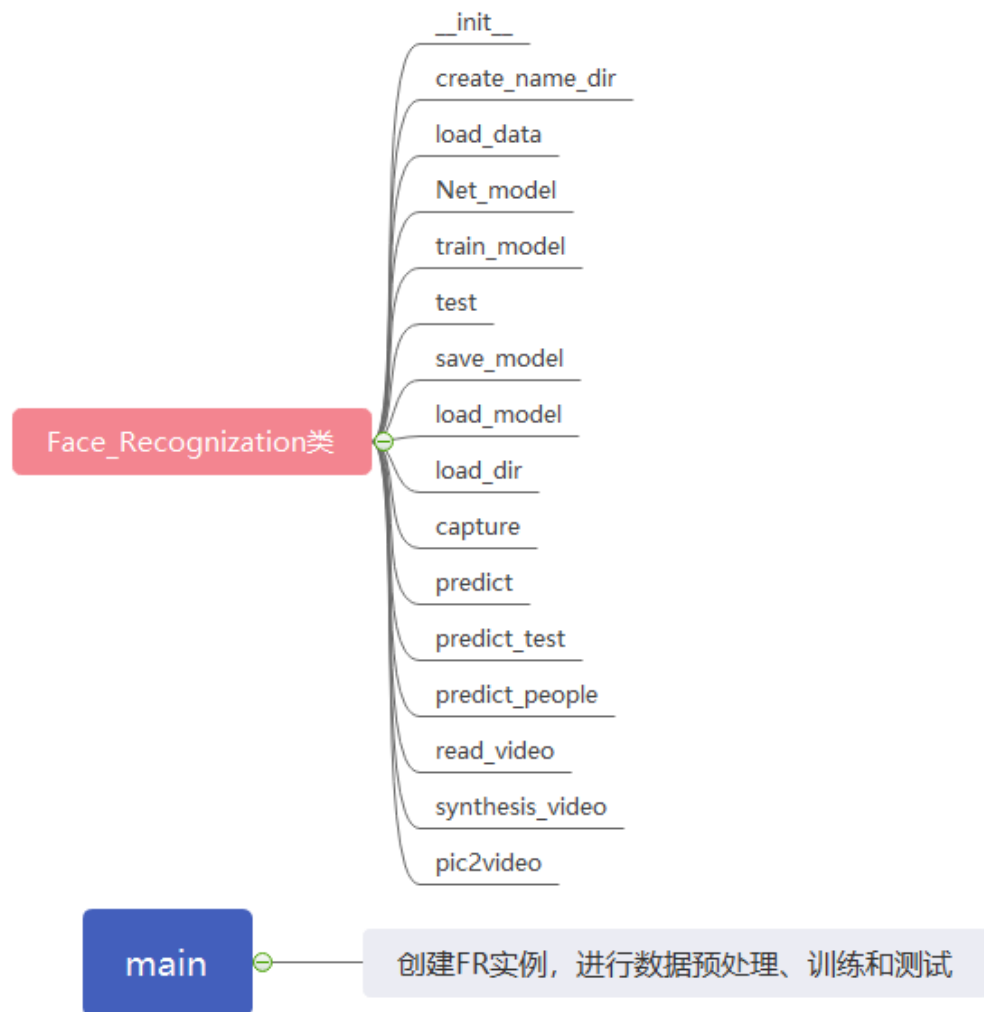 __init__
create_name_dir
load_data
Net_model
train_model
test
save_model
load_model
Face_Recognization类
load_dir
capture
predict
predict_test
predict_people
read_video
synthesis_video
pic2video
main
创建FR实例，进行数据预处理、训练和测试